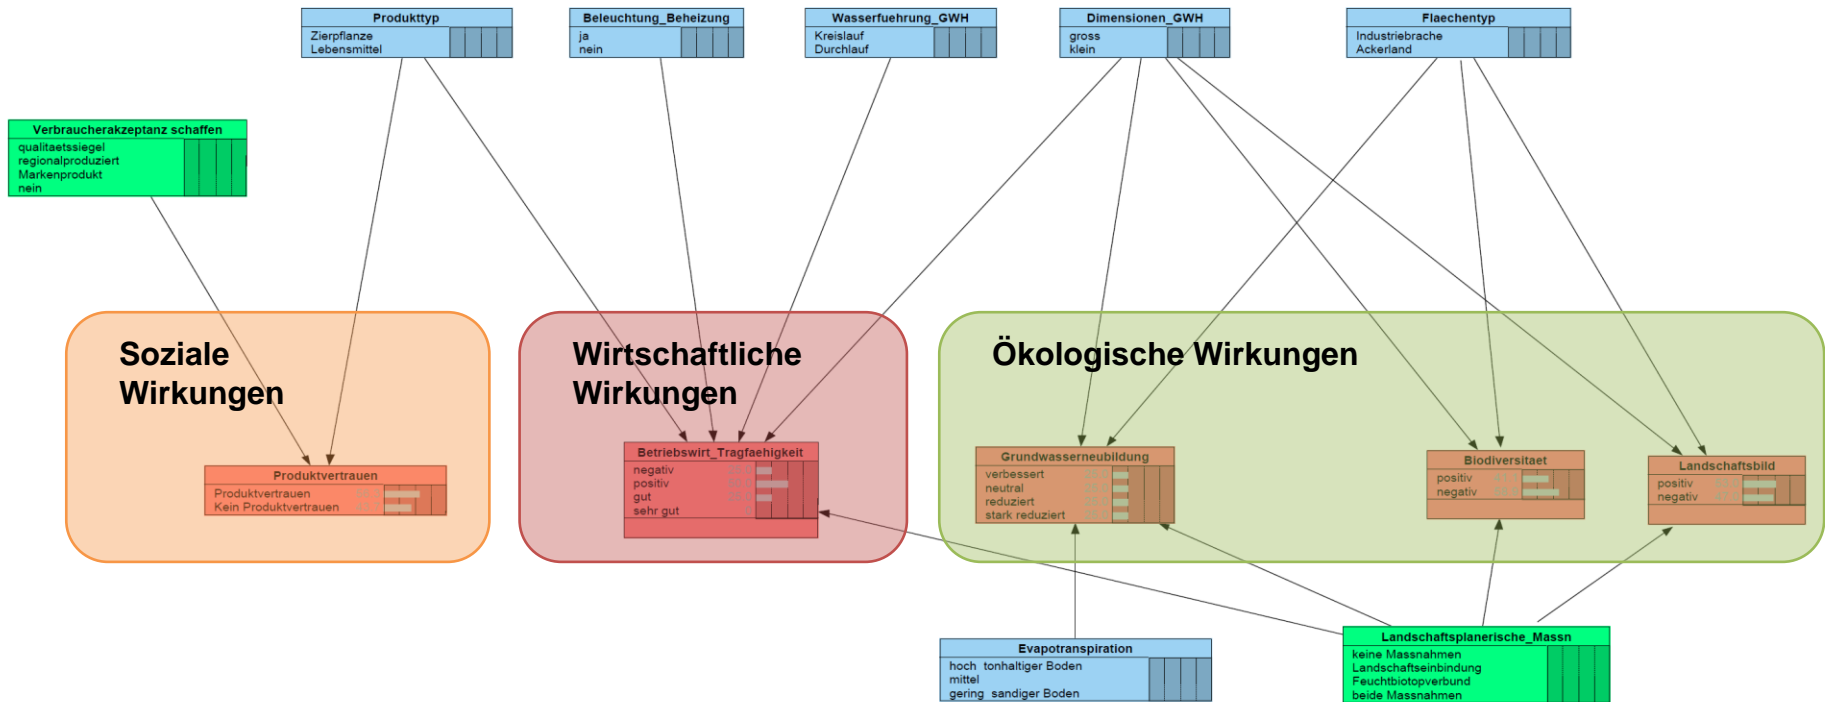 Produkttyp
Zierpflanze
Lebensmittel
Beleuchtung_Beheizung
ja
nein
Wasserfuehrung_GWH
Kreislauf
Durchlauf
Dimensionen_GWH
gross
klein
Flaechentyp
Industriebrache
Ackerland
Verbraucherakzeptanz schaffen
qualitaetssiegel
regionalproduziert
Markenprodukt
nein
Soziale
Wirkungen
Produktvertrauen
Produktvertrauen
Kein Produktvertrauen
Wirtschaftliche
Wirkungen
Betriebswirt_Tragfaehigkeit
negativ
positiv
gut
sehr gut
Ökologische Wirkungen
Grundwasserneubildung
verbessert
neutral
reduziert
stark reduziert
Biodiversitaet
positiv
negativ
Landschaftsbild
positiv
negativ
Evapotranspiration
hoch tonhaltiger Boden
mittel
gering sandiger Boden
Landschaftsplanerische_Massn
keine Massnahmen
Landschaftseinbindung
Feuchtbiotopverbund
beide Massnahmen